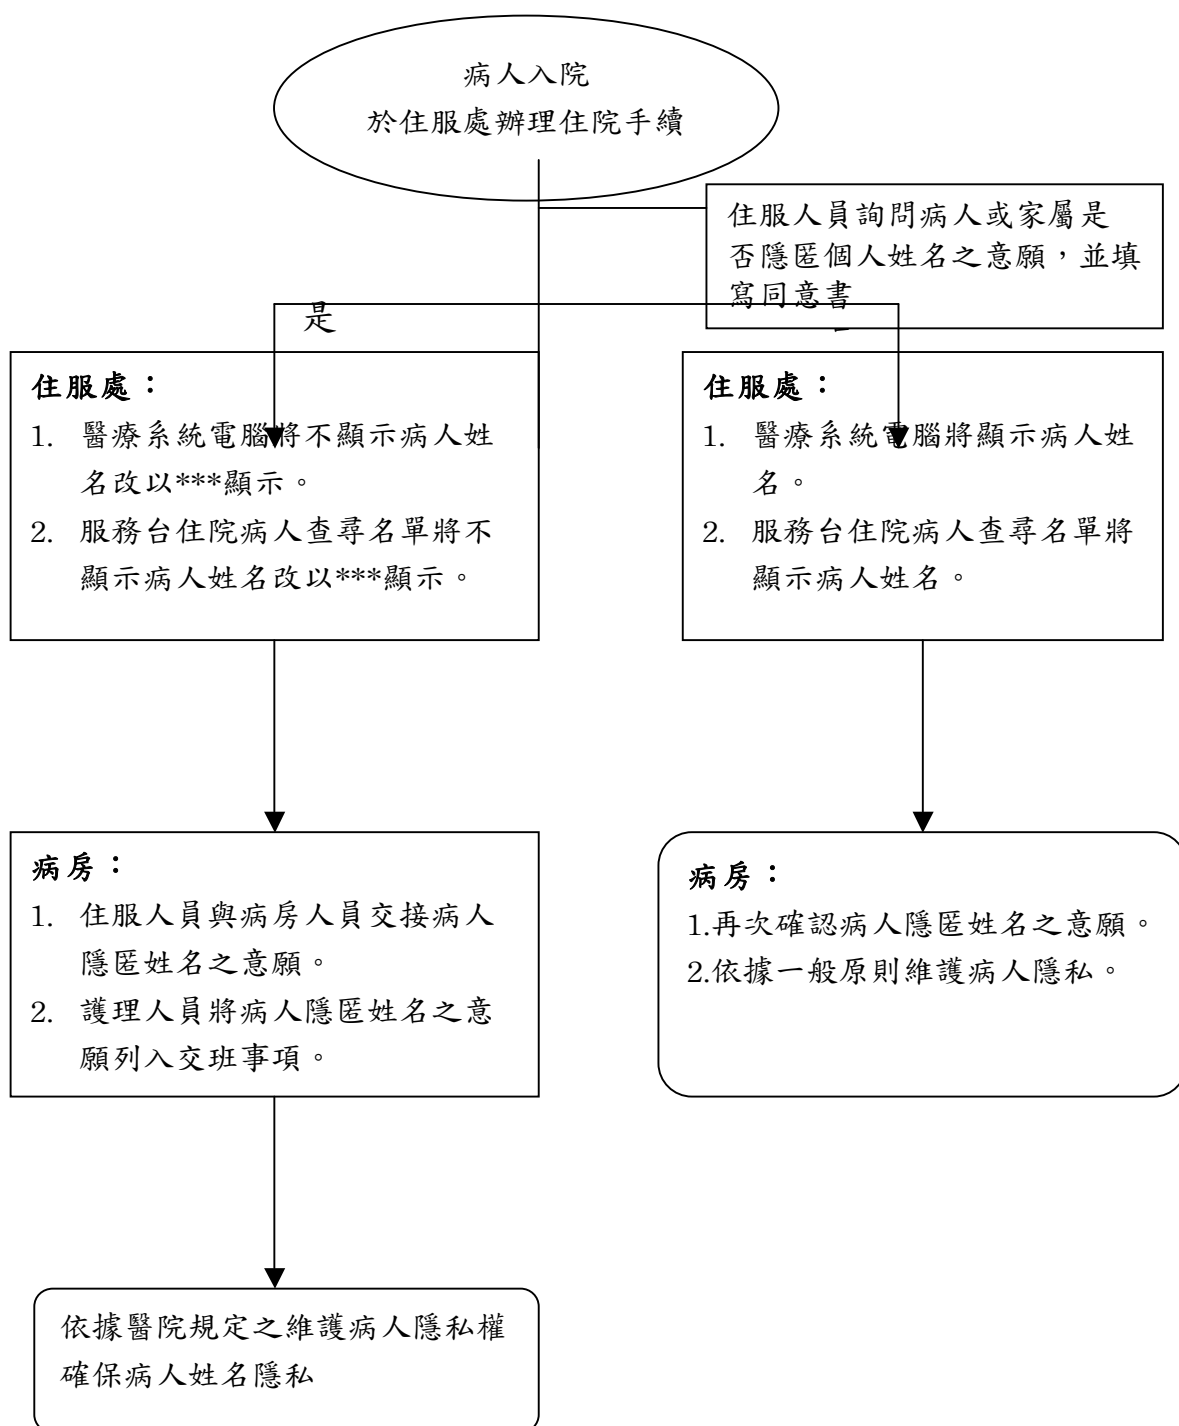 病人入院
於住服處辦理住院手續
住服人員詢問病人或家屬是
否隱匿個人姓名之意願，並填
寫同意書
是
住服處：
1. 醫療系統電腦將不顯示病人姓
名改以***顯示。
2. 服務台住院病人查尋名單將不
顯示病人姓名改以***顯示。
住服處：
1. 醫療系統電腦將顯示病人姓
名。
2. 服務台住院病人查尋名單將
顯示病人姓名。
病房：
1. 住服人員與病房人員交接病人
隱匿姓名之意願。
2. 護理人員將病人隱匿姓名之意
願列入交班事項。
病房：
1.再次確認病人隱匿姓名之意願。
2.依據一般原則維護病人隱私。
依據醫院規定之維護病人隱私權
確保病人姓名隱私